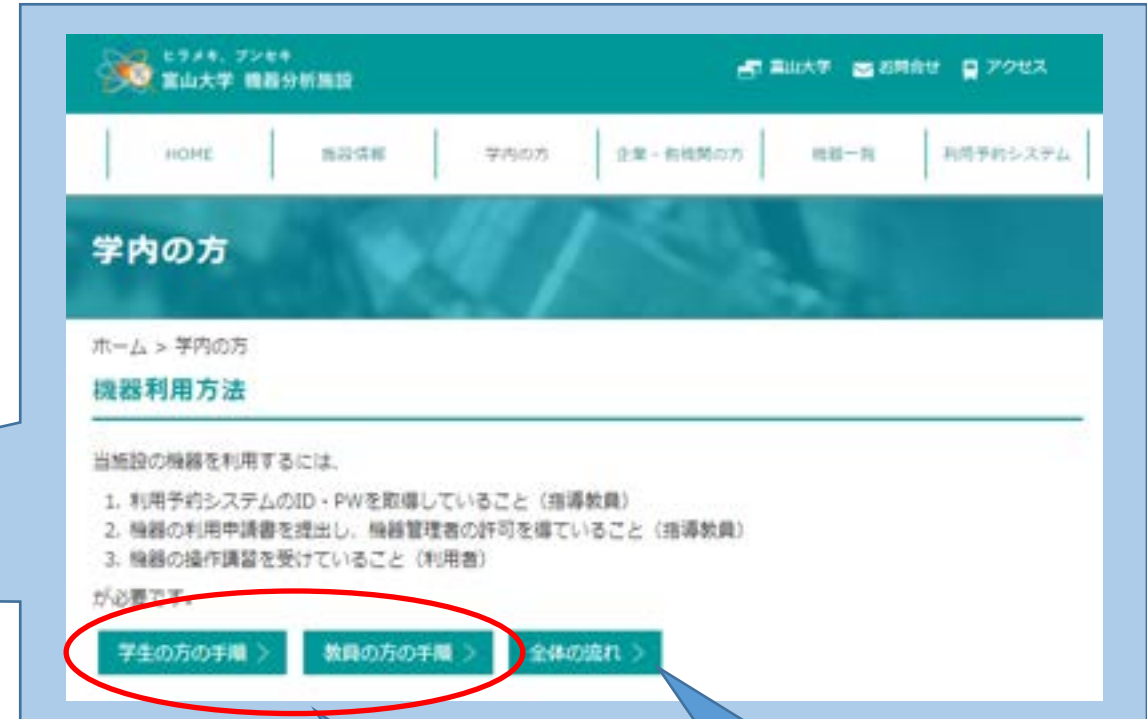 ヒラメキ、ブンセキ
富山大学 機器分析施設
富山大学 お問合せ アクセス
HOME 施設情報 学内の方 企業・他機関の方 機器一覧 利用予約システム
学内の方
ホーム > 学内の方
機器利用方法
当施設の機器を利用するには、
1. 利用予約システムのID・PWを取得していること（指導教員）
2. 機器の利用申請書を提出し、機器管理者の許可を得ていること（指導教員）
3. 機器の操作講習を受けていること（利用者）
が必要です。
学生の方の手順 > 教員の方の手順 > 全体の流れ >